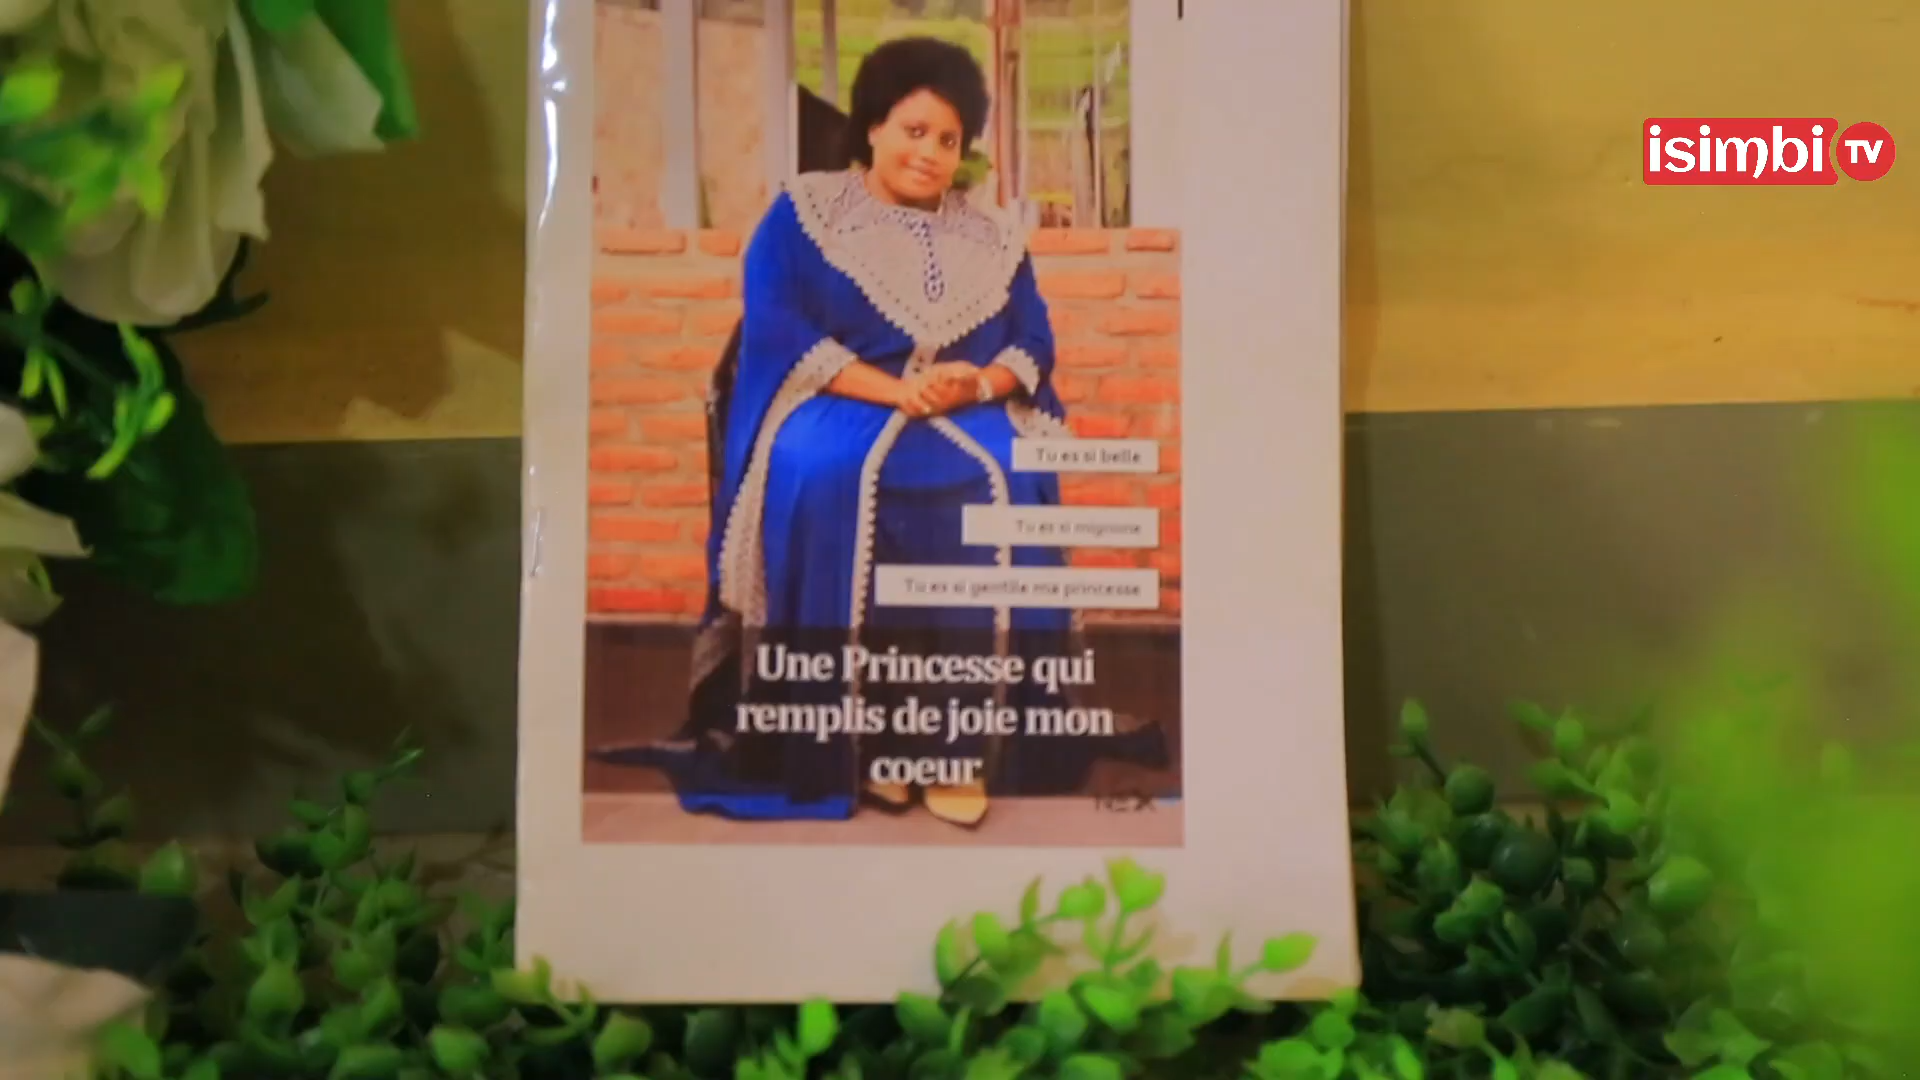 isimbi TV
Tu es si belle
Tu es si mignone
Tu es si gentille ma princesse
Une Princesse qui
remplis de joie mon
coeur